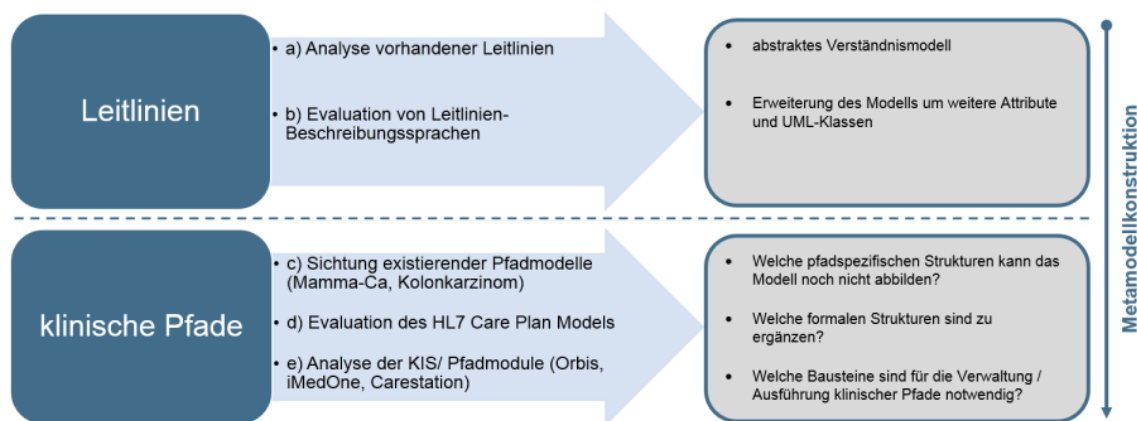 Leitlinien
• a) Analyse vorhandener Leitlinien
• b) Evaluation von Leitlinien-
Beschreibungssprachen
• abstraktes Verständnismodell
• Erweiterung des Modells um weitere Attribute
und UML-Klassen
klinische Pfade
• c) Sichtung existierender Pfadmodelle
(Mamma-Ca, Kolonkarzinom)
• d) Evaluation des HL7 Care Plan Models
• e) Analyse der KIS/ Pfadmodule (Orbis,
iMedOne, Carestation)
• Welche pfadspezifischen Strukturen kann das
Modell noch nicht abbilden?
• Welche formalen Strukturen sind zu
ergänzen?
• Welche Bausteine sind für die Verwaltung /
Ausführung klinischer Pfade notwendig?
Metamodellkonstruktion